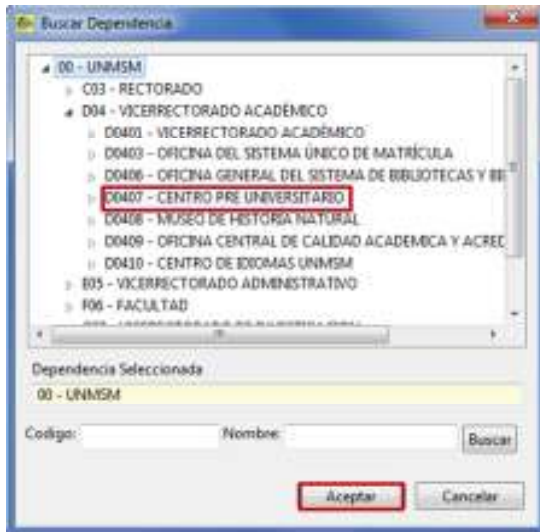 Buscar Dependencia
00 - UNMSM
C03 - RECTORADO
D04 - VICERRECTORADO ACADÉMICO
D0401 - VICERRECTORADO ACADÉMICO
D0403 - OFICINA DEL SISTEMA ÚNICO DE MATRÍCULA
D0406 - OFICINA GENERAL DEL SISTEMA DE BIBLIOTECAS Y BI
D0407 - CENTRO PRE UNIVERSITARIO
D0408 - MUSEO DE HISTORIA NATURAL
D0409 - OFICINA CENTRAL DE CALIDAD ACADEMICA Y ACRED
D0410 - CENTRO DE IDIOMAS UNMSM
E05 - VICERRECTORADO ADMINISTRATIVO
F06 - FACULTAD
Dependencia Seleccionada
00 - UNMSM
Codigo: Nombre: Buscar
Aceptar Cancelar